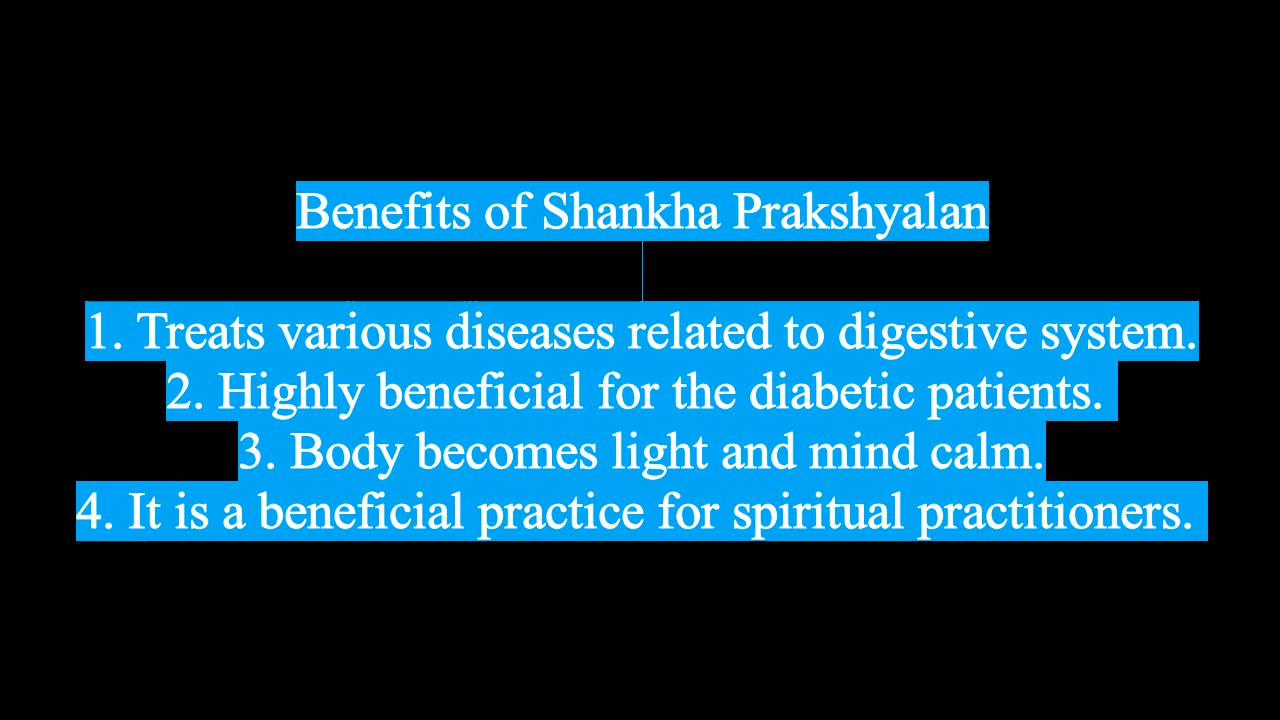 Benefits of Shankha Prakshyalan
1. Treats various diseases related to digestive system.
2. Highly beneficial for the diabetic patients.
3. Body becomes light and mind calm.
4. It is a beneficial practice for spiritual practitioners.